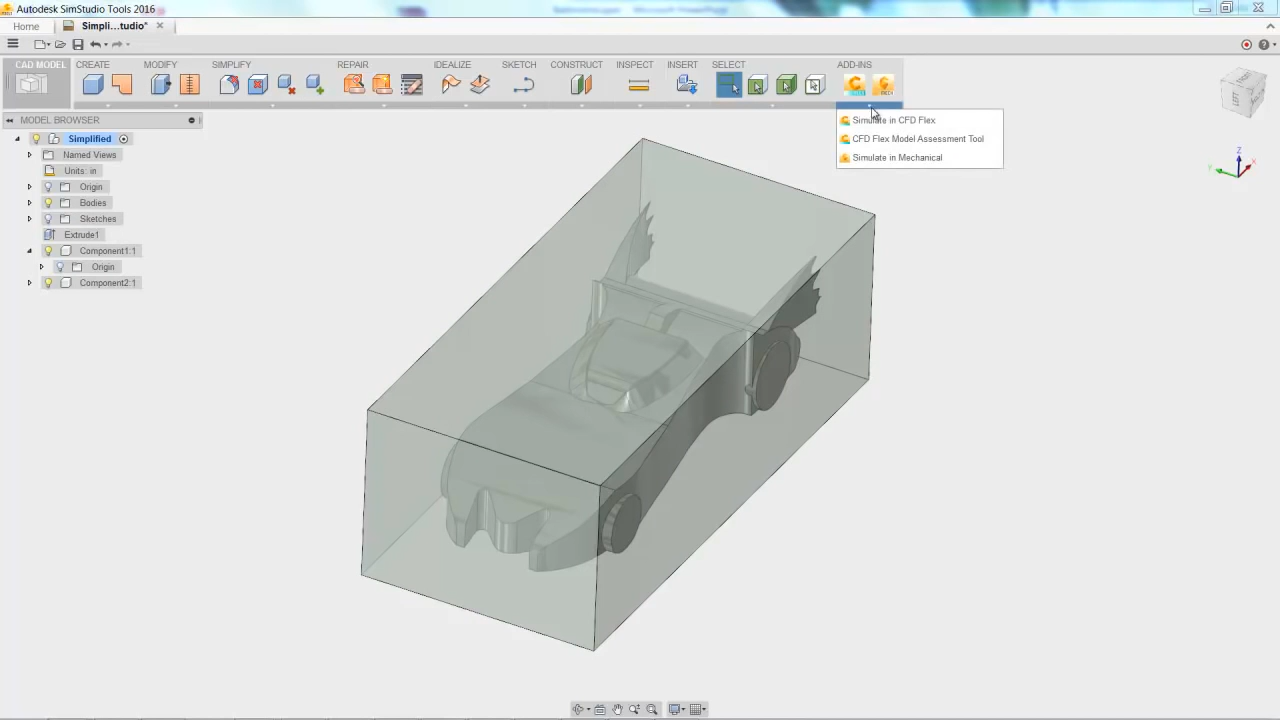 Autodesk SimStudio Tools 2016
Home
Simpli...tudio*
CAD MODEL CREATE MODIFY SIMPLIFY REPAIR IDEALIZE SKETCH CONSTRUCT INSPECT INSERT SELECT ADD-INS
MODEL BROWSER
Simplified
Named Views
Units: in
Origin
Bodies
Sketches
Extrude1
Component1:1
Origin
Component2:1
Simulate in CFD Flex
CFD Flex Model Assessment Tool
Simulate in Mechanical
Z
X
Y